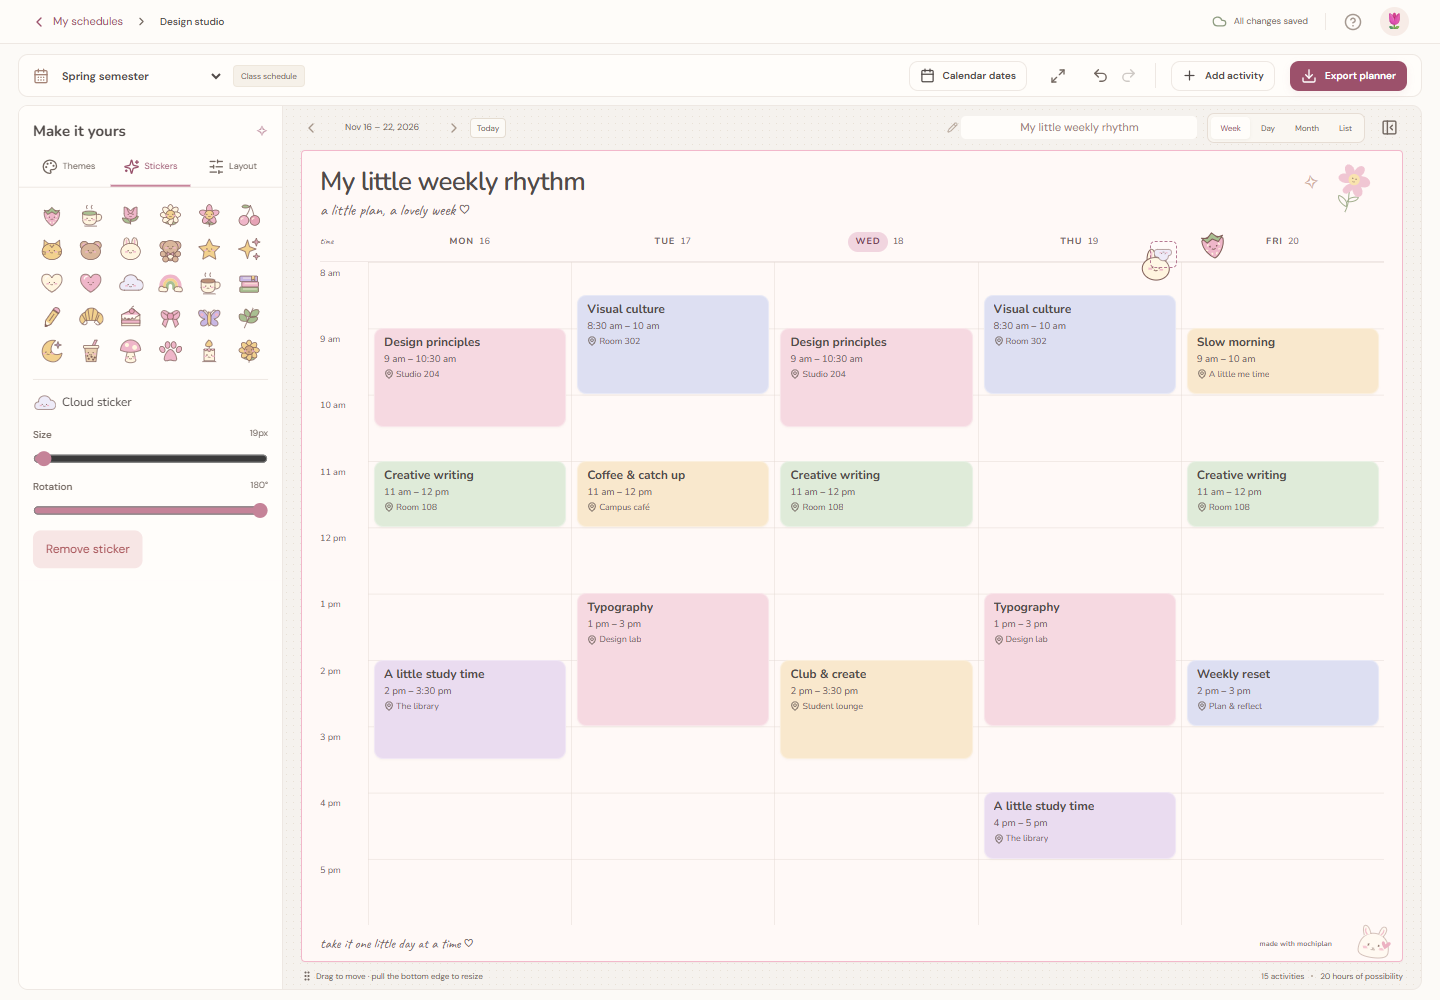 My schedules
Design studio
All changes saved
Spring semester
Class schedule
Calendar dates
Add activity
Export planner
Make it yours
Themes
Stickers
Layout
Cloud sticker
Size
19px
Rotation
180°
Remove sticker
Nov 16 – 22, 2026
Today
My little weekly rhythm
Week
Day
Month
List
My little weekly rhythm
a little plan, a lovely week ♡
time
MON 16
TUE 17
WED 18
THU 19
FRI 20
8 am
9 am
10 am
11 am
12 pm
1 pm
2 pm
3 pm
4 pm
5 pm
Design principles
9 am – 10:30 am
Studio 204
Creative writing
11 am – 12 pm
Room 108
A little study time
2 pm – 3:30 pm
The library
Visual culture
8:30 am – 10 am
Room 302
Coffee & catch up
11 am – 12 pm
Campus café
Typography
1 pm – 3 pm
Design lab
Design principles
9 am – 10:30 am
Studio 204
Creative writing
11 am – 12 pm
Room 108
Club & create
2 pm – 3:30 pm
Student lounge
Visual culture
8:30 am – 10 am
Room 302
Typography
1 pm – 3 pm
Design lab
A little study time
4 pm – 5 pm
The library
Slow morning
9 am – 10 am
A little me time
Creative writing
11 am – 12 pm
Room 108
Weekly reset
2 pm – 3 pm
Plan & reflect
take it one little day at a time ♡
made with mochiplan
Drag to move · pull the bottom edge to resize
15 activities • 20 hours of possibility